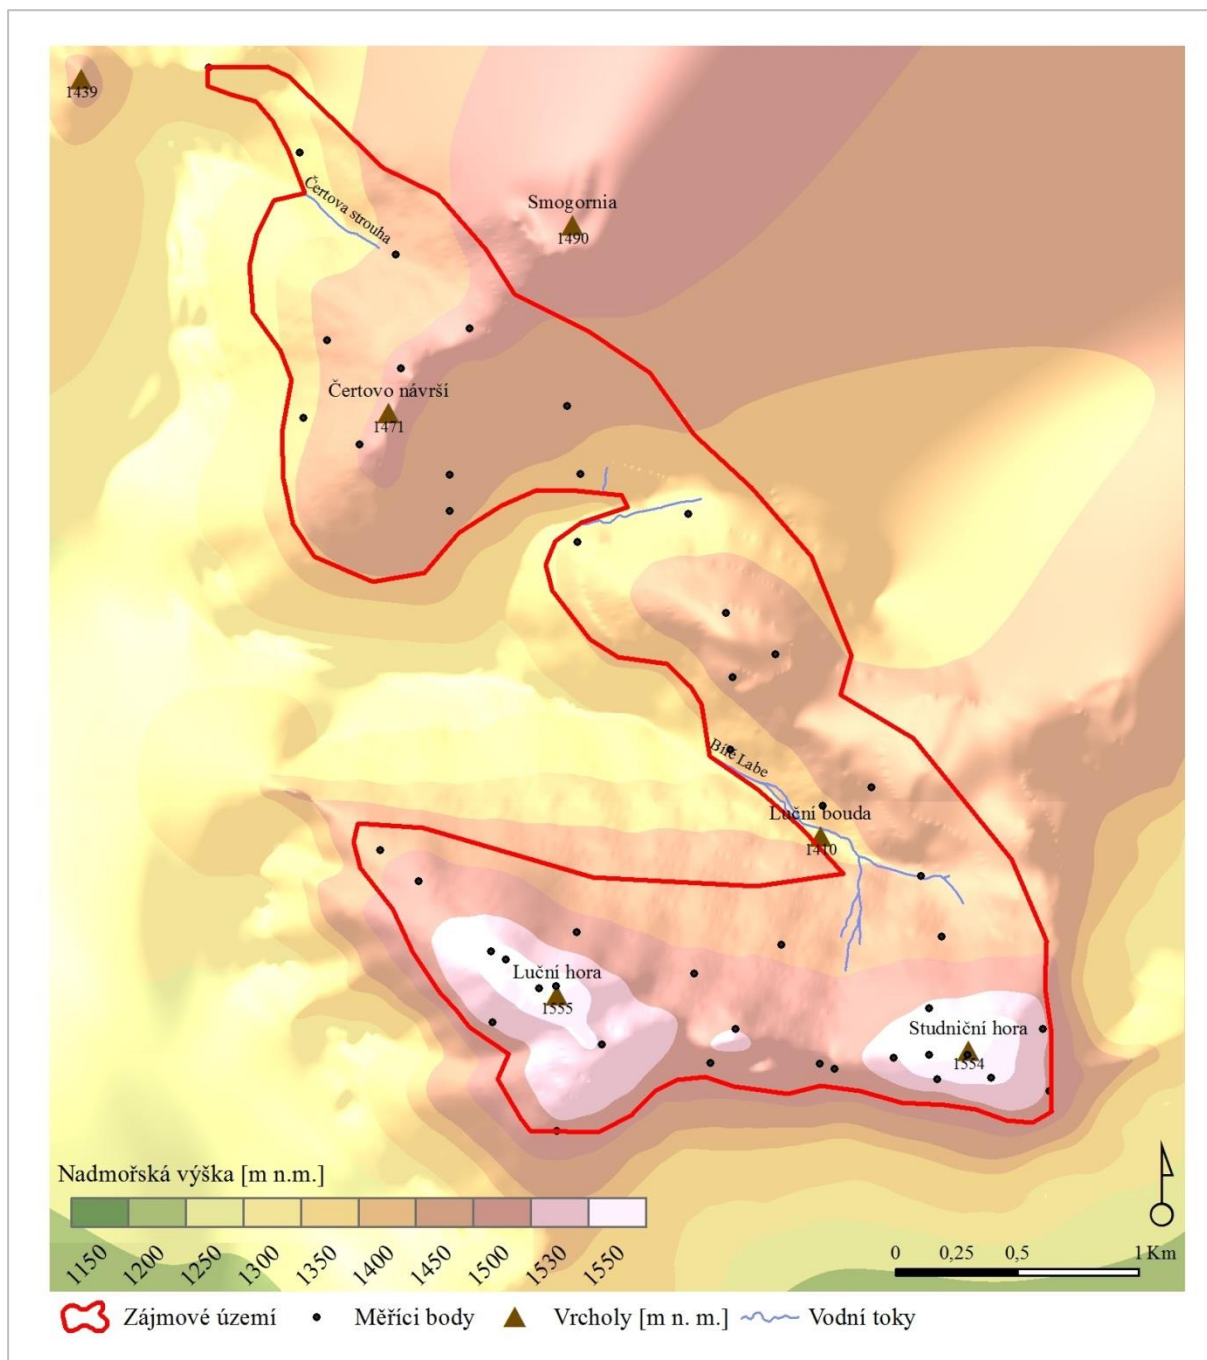 1439
Čertova strouha
Smogornia
1490
Čertovo návrší
1471
Bílé Labe
Luční bouda
1410
Luční hora
1555
Studniční hora
1554
Nadmořská výška [m n.m.]
1150 1200 1250 1300 1350 1400 1450 1500 1530 1550
0 0,25 0,5 1 Km
Zájmové území Měříci body Vrcholy [m n. m.] Vodní toky